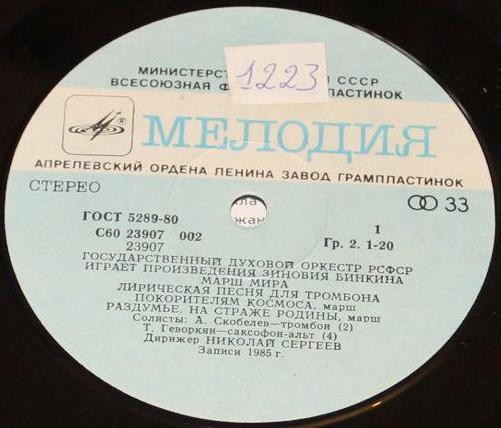 МИНИСТЕРСТ СССР
ВСЕСОЮЗНАЯ Ф ПЛАСТИНОК
1223
МЕЛОДИЯ
АПРЕЛЕВСКИЙ ОРДЕНА ЛЕНИНА ЗАВОД ГРАМПЛАСТИНОК
СТЕРЕО
33
ГОСТ 5289-80
С60 23907 002
23907
1
Гр. 2. 1-20
ГОСУДАРСТВЕННЫЙ ДУХОВОЙ ОРКЕСТР РСФСР
ИГРАЕТ ПРОИЗВЕДЕНИЯ ЗИНОВИЯ БИНКИНА
МАРШ МИРА
ЛИРИЧЕСКАЯ ПЕСНЯ ДЛЯ ТРОМБОНА
ПОКОРИТЕЛЯМ КОСМОСА, марш
РАЗДУМЬЕ. НА СТРАЖЕ РОДИНЫ, марш
Солисты: А. Скобелев—тромбон (2)
Т. Геворкян—саксофон-альт (4)
Дирижер НИКОЛАЙ СЕРГЕЕВ
Записи 1985 г.